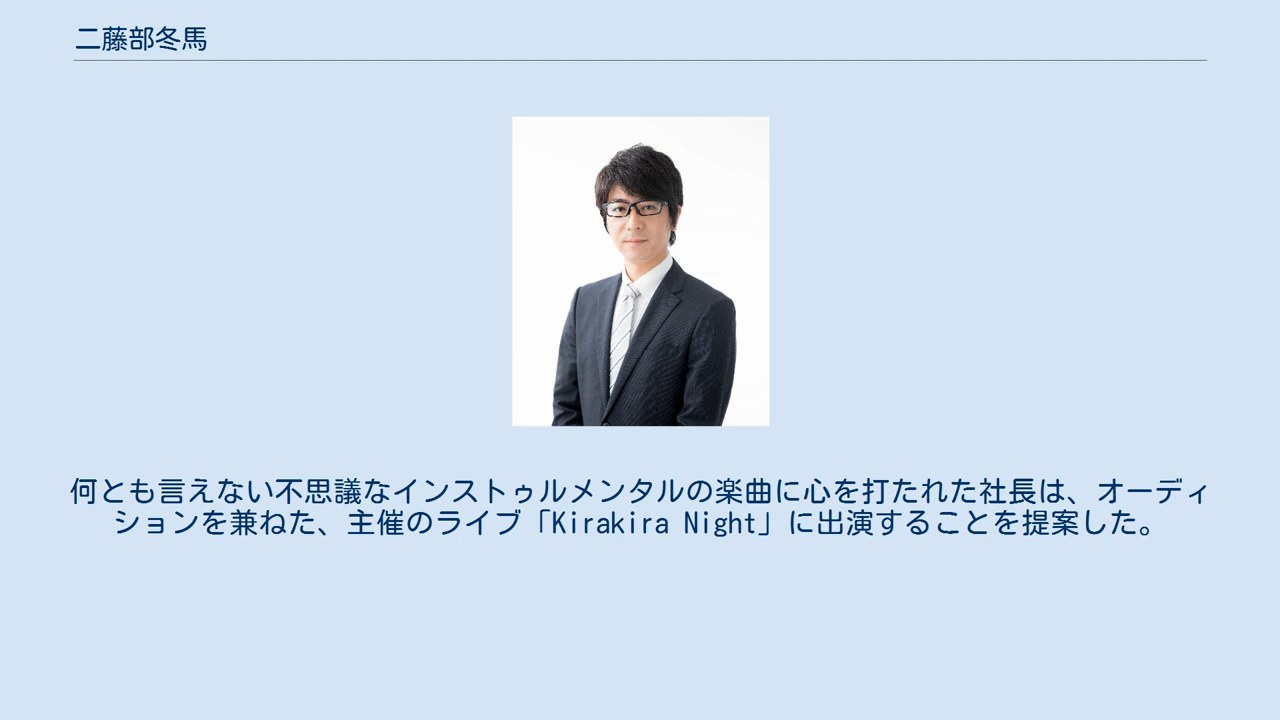 二藤部冬馬
何とも言えない不思議なインストゥルメンタルの楽曲に心を打たれた社長は、オーディ
ションを兼ねた、主催のライブ「Kirakira Night」に出演することを提案した。